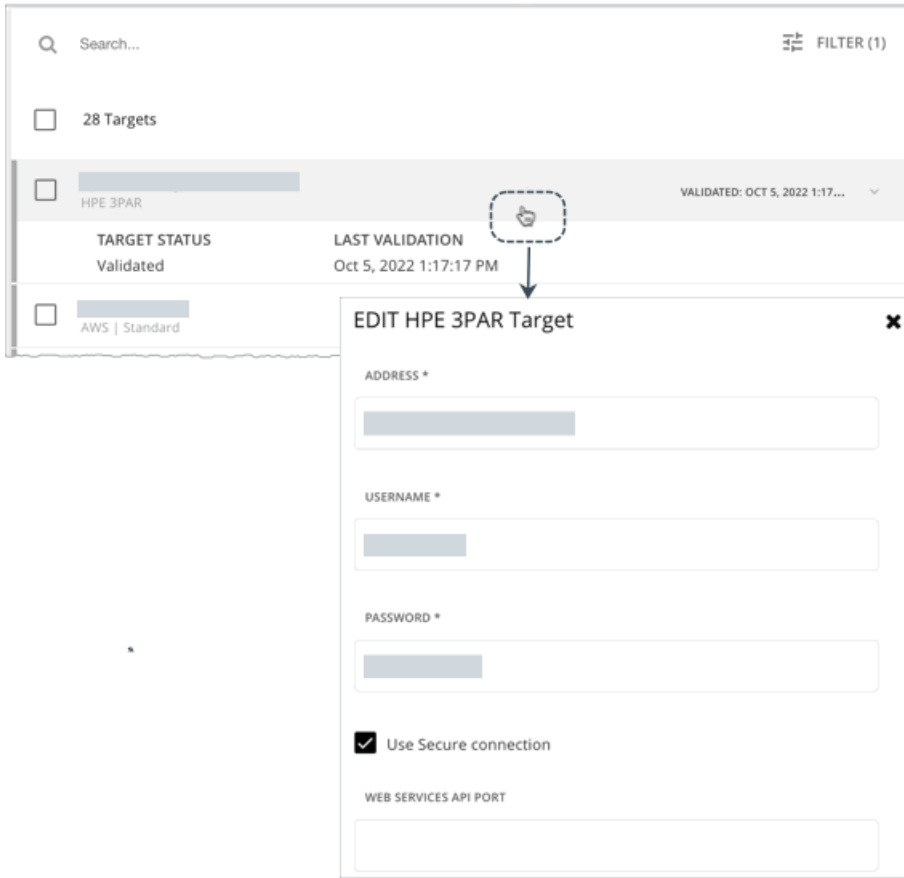 Search...
FILTER (1)
28 Targets
HPE 3PAR
VALIDATED: OCT 5, 2022 1:17...
TARGET STATUS
LAST VALIDATION
Validated
Oct 5, 2022 1:17:17 PM
AWS | Standard
EDIT HPE 3PAR Target
ADDRESS *
USERNAME *
PASSWORD *
Use Secure connection
WEB SERVICES API PORT